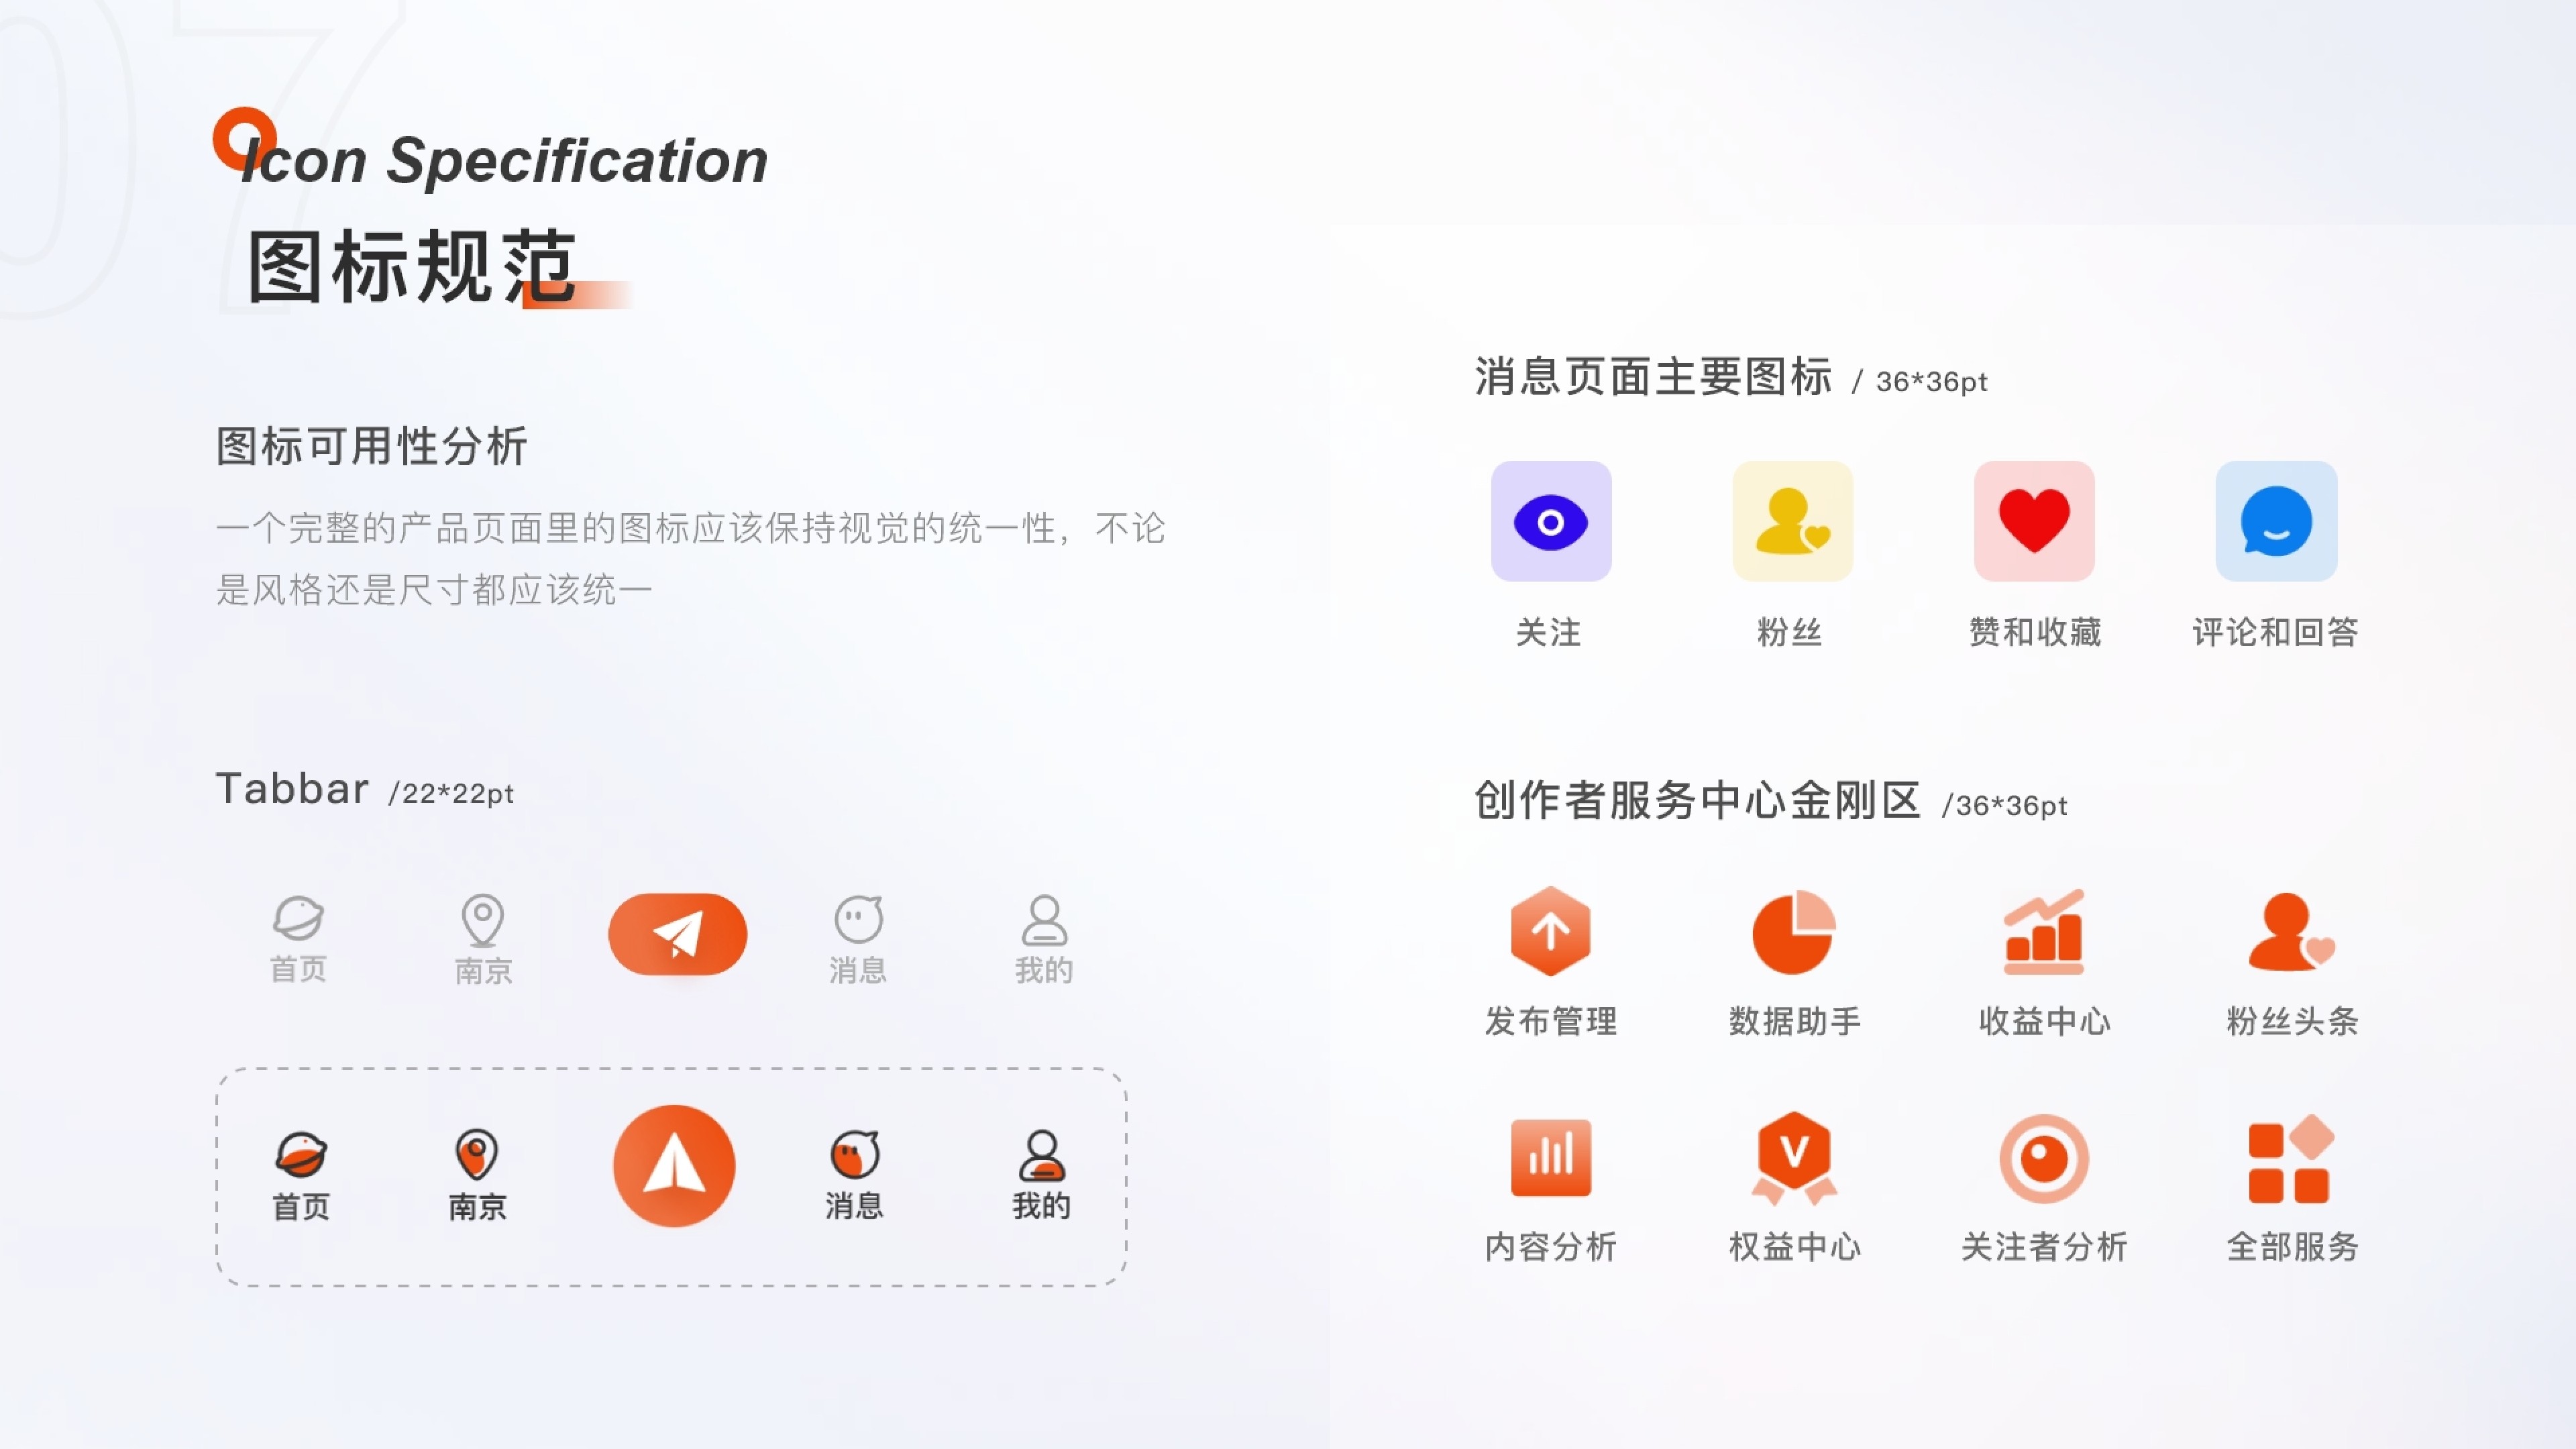 07
Icon Specification
图标规范
图标可用性分析
一个完整的产品页面里的图标应该保持视觉的统一性，不论
是风格还是尺寸都应该统一
Tabbar /22*22pt
首页 南京 消息 我的
首页 南京 消息 我的
消息页面主要图标 / 36*36pt
关注 粉丝 赞和收藏 评论和回答
创作者服务中心金刚区 /36*36pt
发布管理 数据助手 收益中心 粉丝头条
V
内容分析 权益中心 关注者分析 全部服务